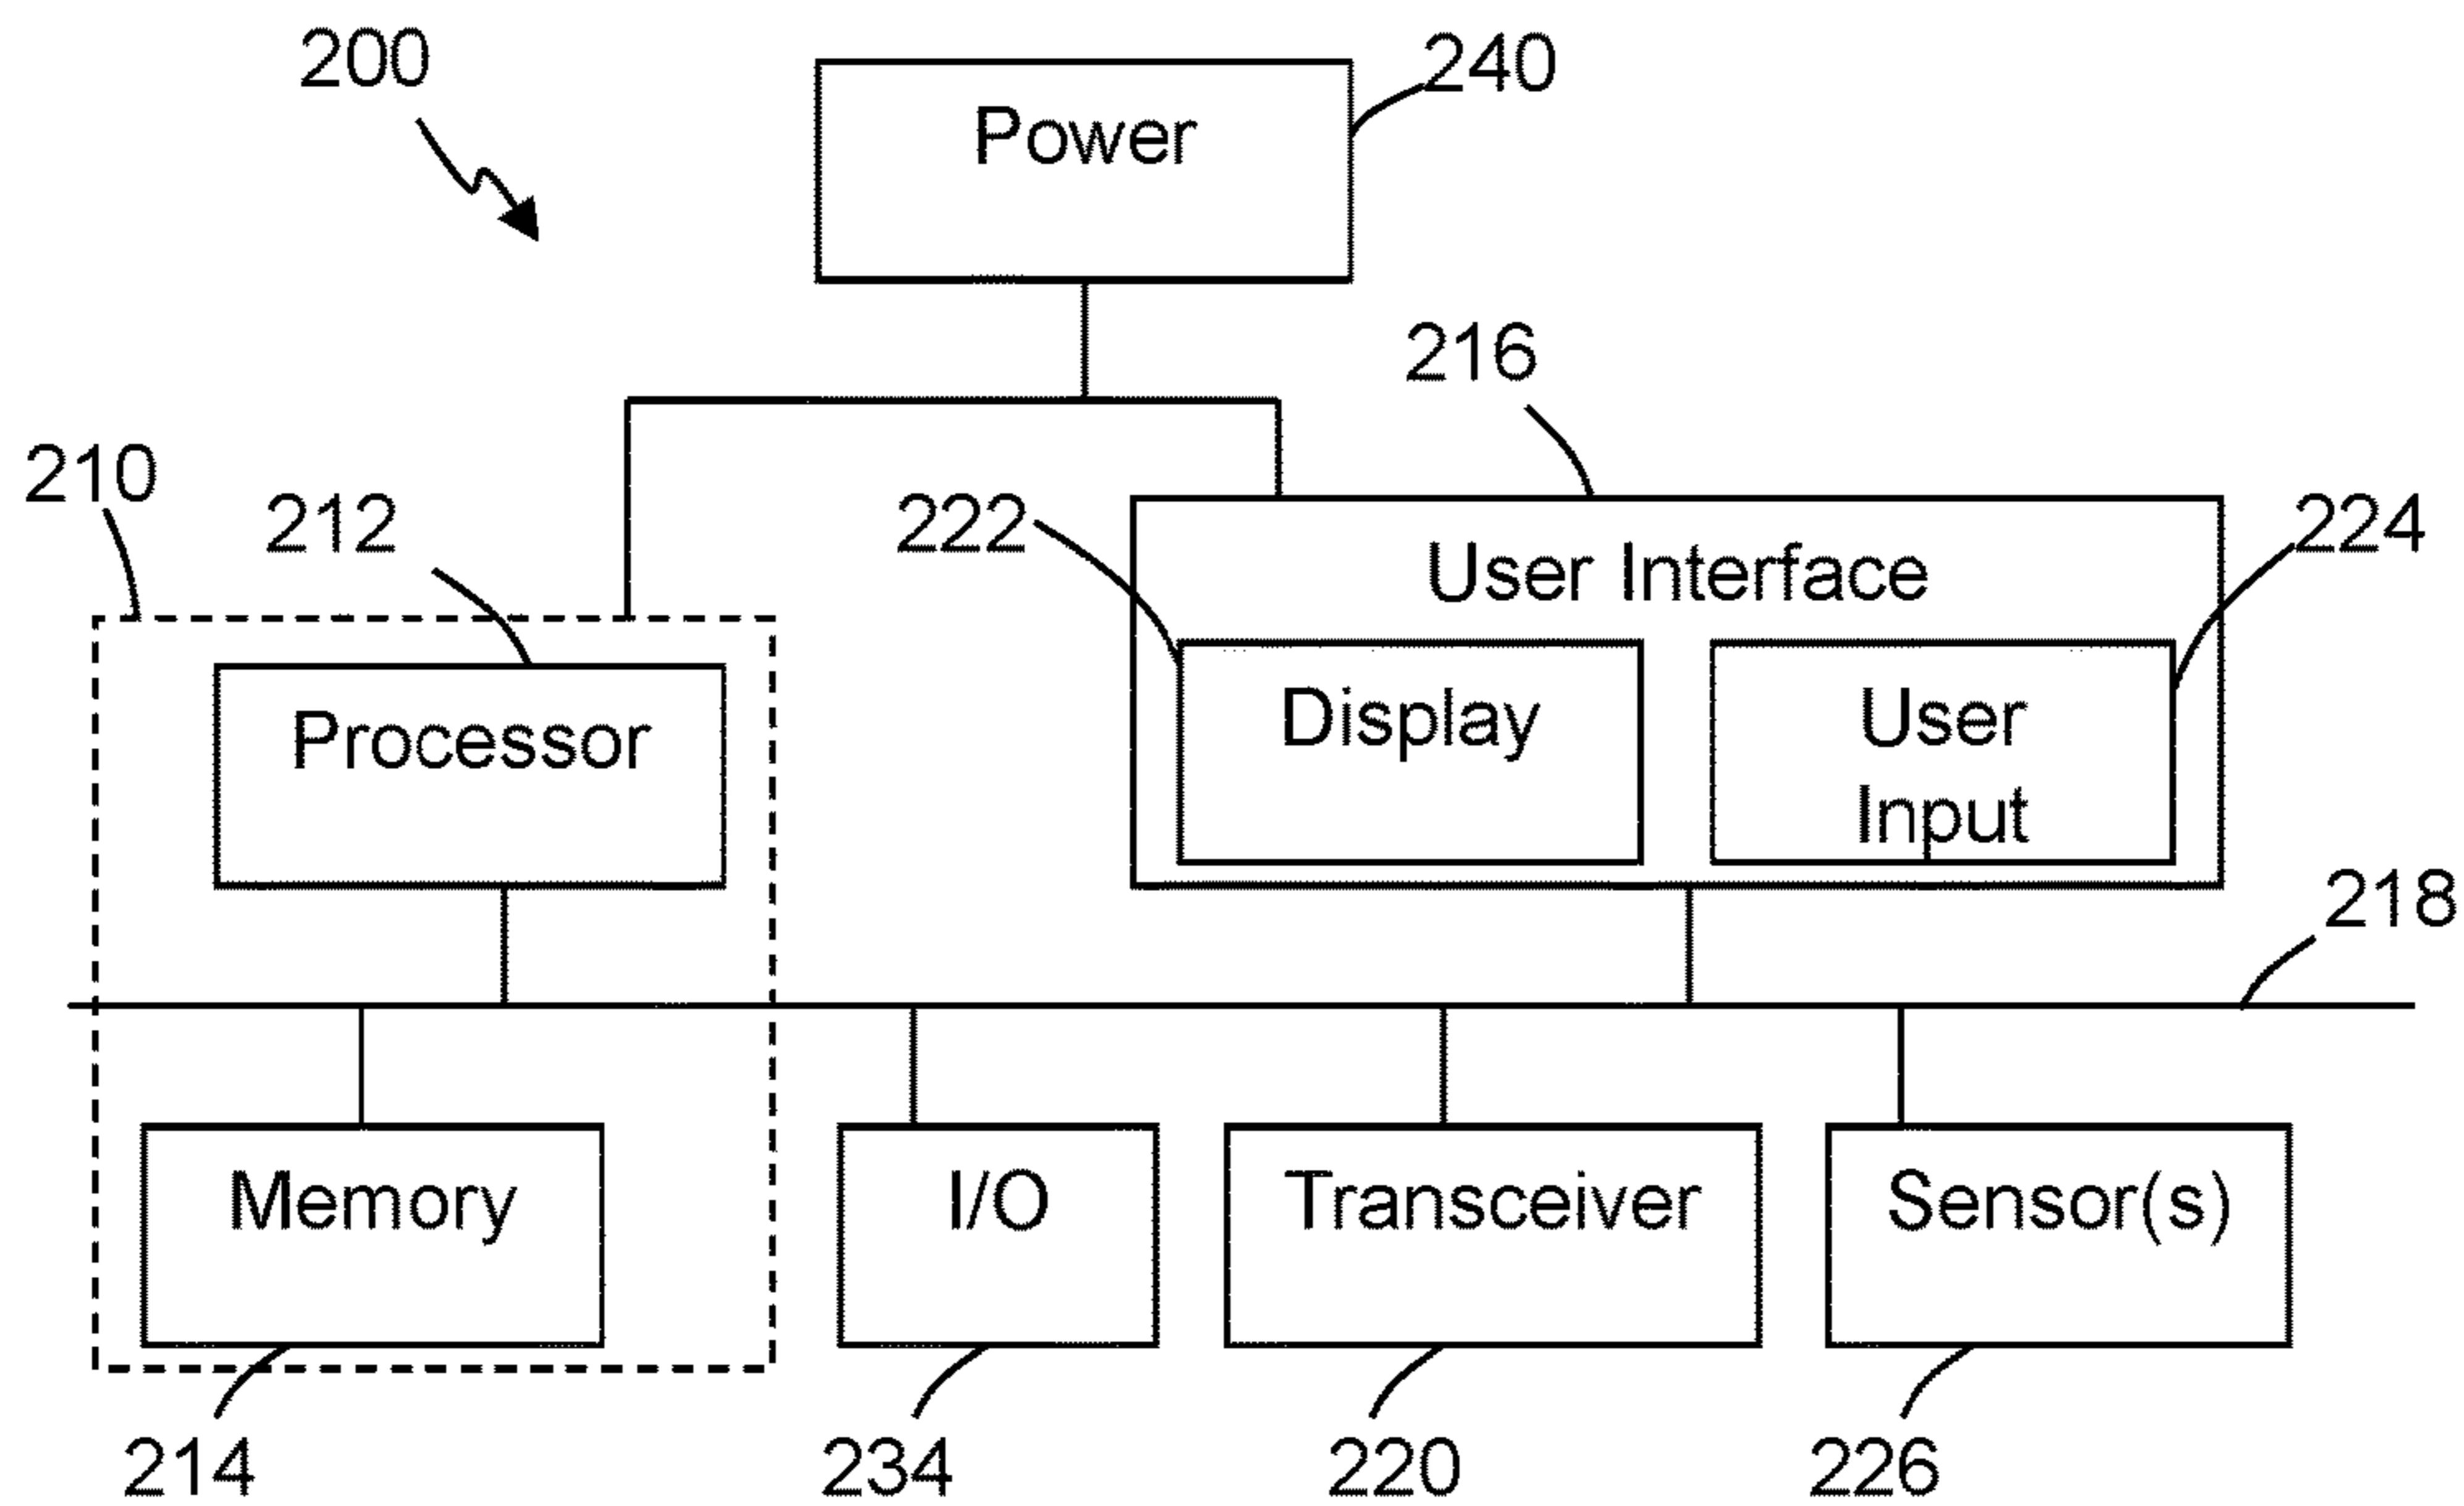 200
240
Power
216
210
212
222
224
User Interface
Processor
Display
User
Input
218
Memory
I/O
Transceiver
Sensor(s)
214
234
220
226